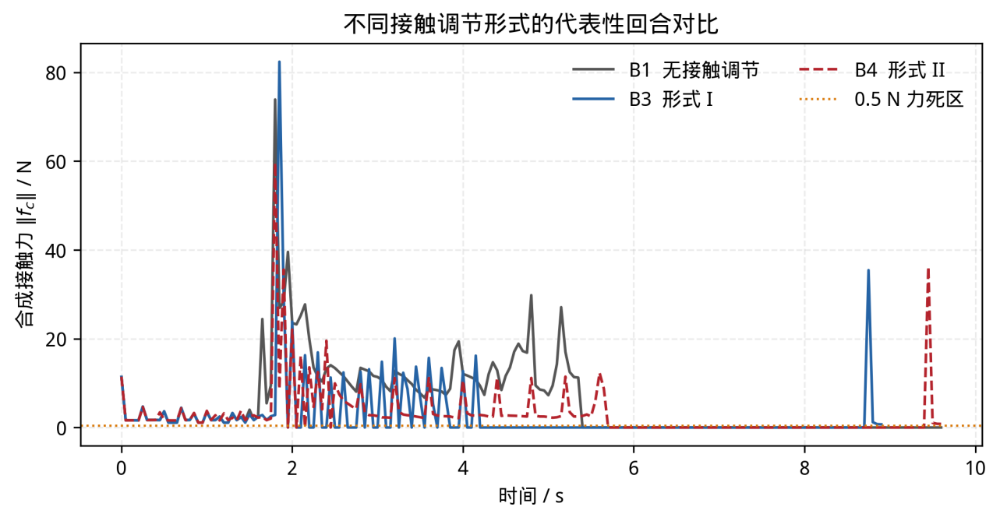 不同接触调节形式的代表性回合对比
B1 无接触调节
B3 形式 I
B4 形式 II
0.5 N 力死区
合成接触力 ‖f_c‖ / N
80
60
40
20
0
0 2 4 6 8 10
时间 / s